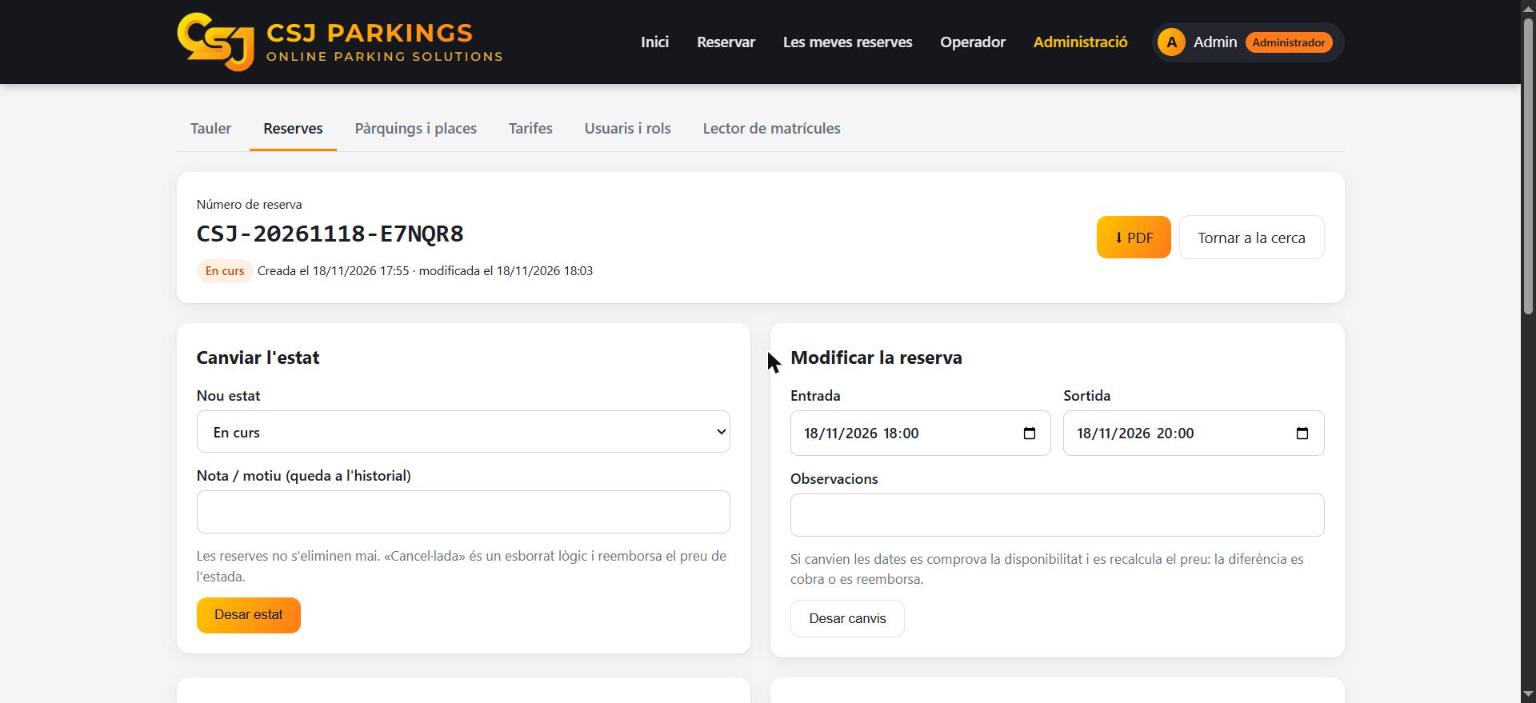 CSJ PARKINGS
ONLINE PARKING SOLUTIONS
Inici
Reservar
Les meves reserves
Operador
Administració
A
Admin
Administrador
Tauler
Reserves
Pàrquings i places
Tarifes
Usuaris i rols
Lector de matrícules
Número de reserva
CSJ-20261118-E7NQR8
En curs
Creada el 18/11/2026 17:55 · modificada el 18/11/2026 18:03
⬇ PDF
Tornar a la cerca
Canviar l'estat
Nou estat
En curs
Nota / motiu (queda a l'historial)
Les reserves no s'eliminen mai. «Cancel·lada» és un esborrat lògic i reemborsa el preu de
l'estada.
Desar estat
Modificar la reserva
Entrada
Sortida
18/11/2026 18:00
18/11/2026 20:00
Observacions
Si canvien les dates es comprova la disponibilitat i es recalcula el preu: la diferència es
cobra o es reemborsa.
Desar canvis